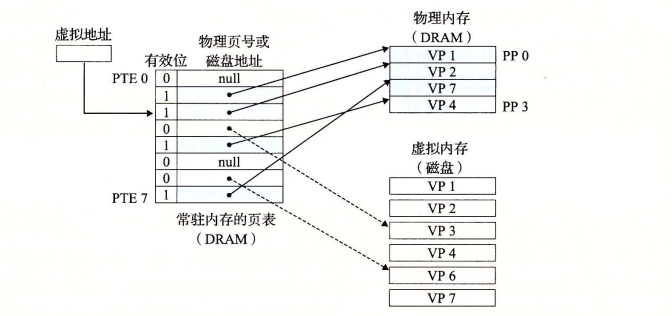 虚拟地址
有效位
物理页号或
磁盘地址
PTE 0
0
null
1
1
0
1
0
null
0
PTE 7
1
常驻内存的页表
（DRAM）
物理内存
（DRAM）
VP 1
PP 0
VP 2
VP 7
VP 4
PP 3
虚拟内存
（磁盘）
VP 1
VP 2
VP 3
VP 4
VP 6
VP 7